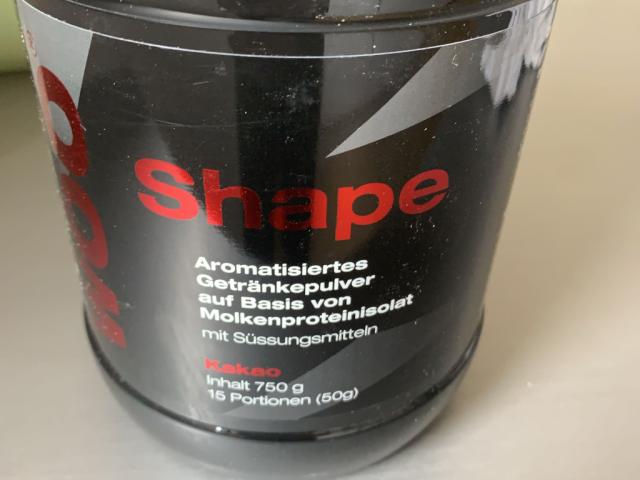 Shape
Aromatisiertes
Getränkepulver
auf Basis von
Molkenproteinisolat
mit Süssungsmitteln
Kakao
Inhalt 750 g
15 Portionen (50g)